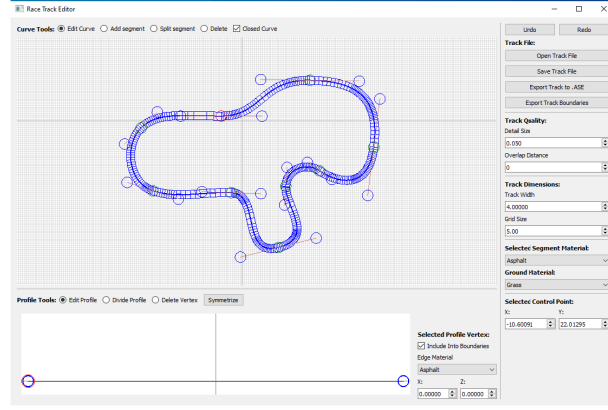 Race Track Editor
Curve Tools: Edit Curve Add segment Split segment Delete Closed Curve
Undo Redo
Track File:
Open Track File
Save Track File
Export Track to .ASE
Export Track Boundaries
Track Quality:
Detail Size
0.050
Overlap Distance
0
Track Dimensions:
Track Width
4.00000
Grid Size
5.00
Selected Segment Material:
Asphalt
Ground Material:
Grass
Selected Control Point:
X: Y:
-10.60091 22.01295
Profile Tools: Edit Profile Divide Profile Delete Vertex Symmetrize
Selected Profile Vertex:
Include Into Boundaries
Edge Material
Asphalt
X: Z:
0.00000 0.00000